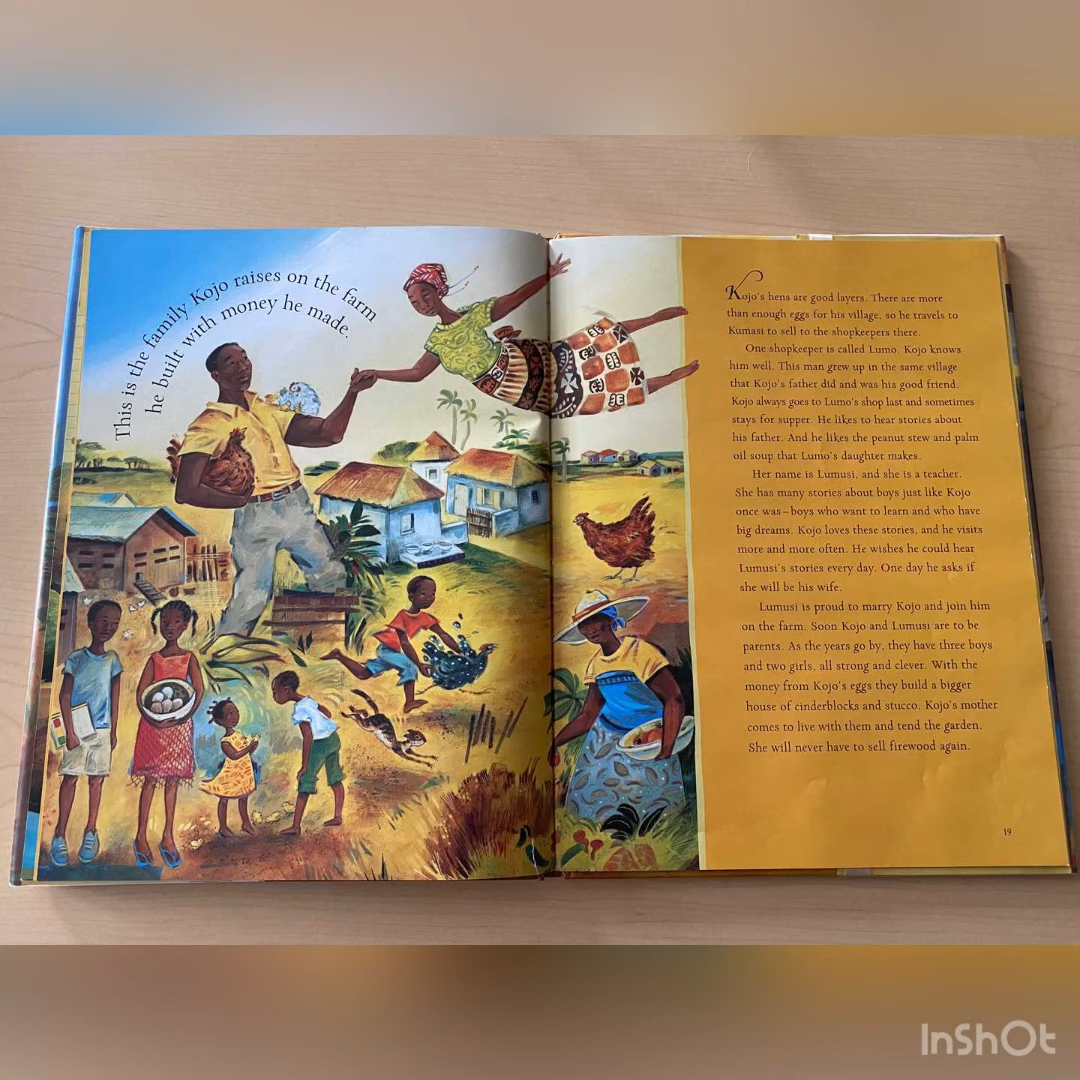 This is the family Kojo raises on the farm
he built with money he made.
Kojo's hens are good layers. There are more
than enough eggs for his village, so he travels to
Kumasi to sell to the shopkeepers there.
One shopkeeper is called Lumo. Kojo knows
him well. This man grew up in the same village
that Kojo's father did and was his good friend.
Kojo always goes to Lumo's shop last and sometimes
stays for supper. He likes to hear stories about
his father. And he likes the peanut stew and palm
oil soup that Lumo's daughter makes.
Her name is Lumusi, and she is a teacher.
She has many stories about boys just like Kojo
once was–boys who want to learn and who have
big dreams. Kojo loves these stories, and he visits
more and more often. He wishes he could hear
Lumusi's stories every day. One day he asks if
she will be his wife.
Lumusi is proud to marry Kojo and join him
on the farm. Soon Kojo and Lumusi are to be
parents. As the years go by, they have three boys
and two girls, all strong and clever. With the
money from Kojo's eggs they build a bigger
house of cinderblocks and stucco. Kojo's mother
comes to live with them and tend the garden.
She will never have to sell firewood again.
19
InShOt